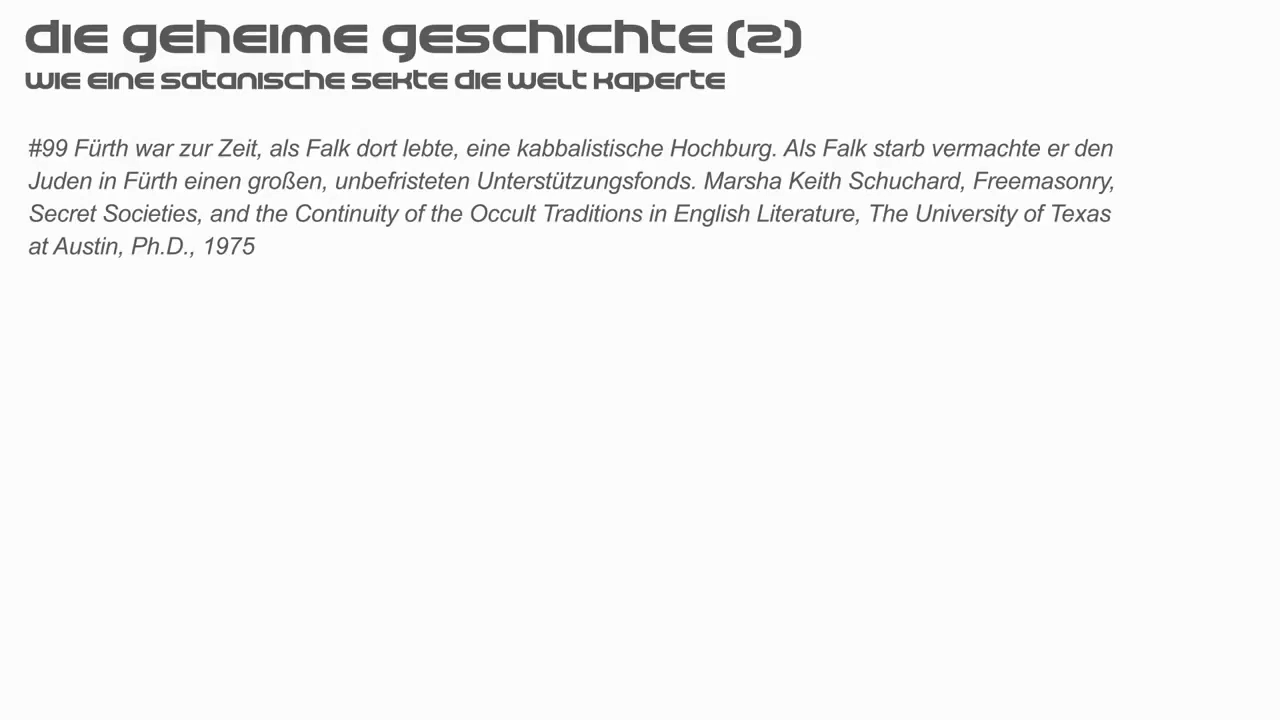 die geheime geschichte (2)
wie eine satanische sekte die welt kaperte
#99 Fürth war zur Zeit, als Falk dort lebte, eine kabbalistische Hochburg. Als Falk starb vermachte er den
Juden in Fürth einen großen, unbefristeten Unterstützungsfonds. Marsha Keith Schuchard, Freemasonry,
Secret Societies, and the Continuity of the Occult Traditions in English Literature, The University of Texas
at Austin, Ph.D., 1975